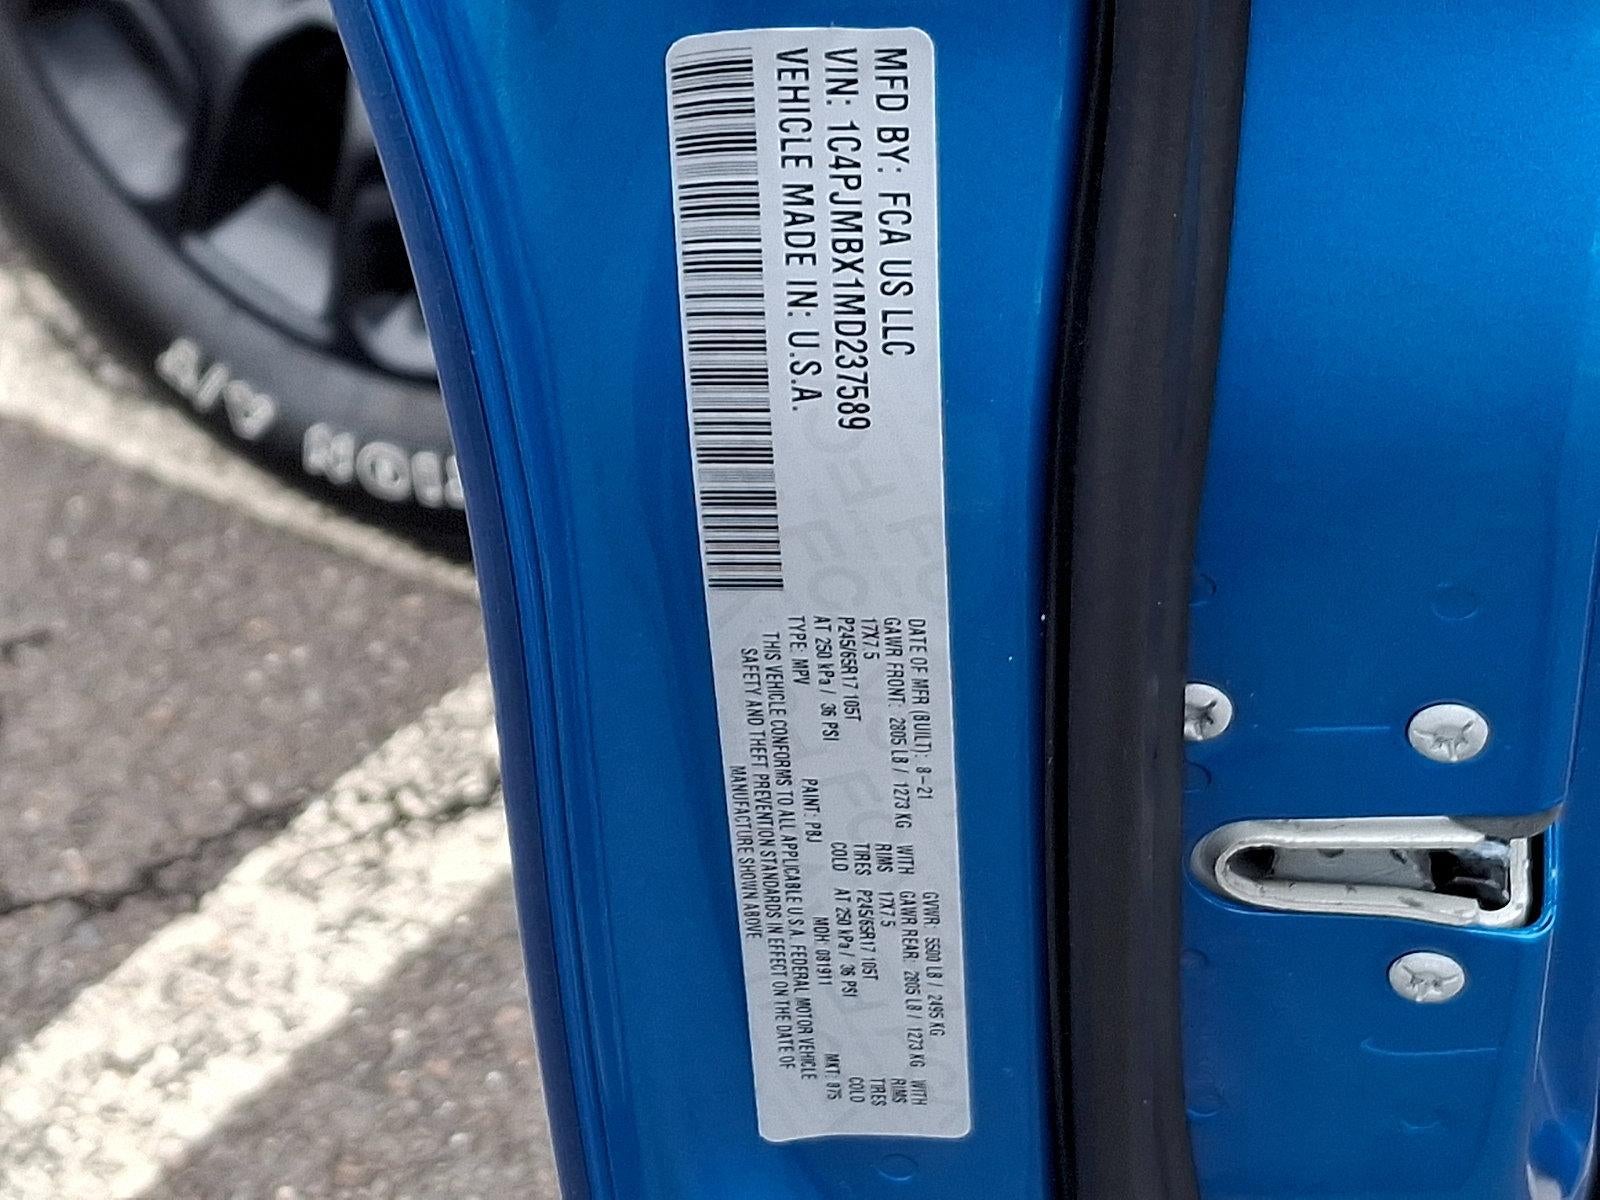 MFD BY: FCA US LLC
VIN: 1C4PJMBX1MD237589
VEHICLE MADE IN: U.S.A.
DATE OF MFR (BUILT): 8-21 GVWR: 5500 LB / 2495 KG
GAWR FRONT: 2805 LB / 1273 KG WITH GAWR REAR: 2805 LB / 1273 KG WITH
17X7.5 RIMS 17X7.5 RIMS
P245/65R17 105T TIRES P245/65R17 105T TIRES
AT 250 kPa / 36 PSI COLD AT 250 kPa / 36 PSI COLD
TYPE: MPV PAINT: PBJ MDH: 081911 MKT: 975
THIS VEHICLE CONFORMS TO ALL APPLICABLE U.S.A. FEDERAL MOTOR VEHICLE
SAFETY AND THEFT PREVENTION STANDARDS IN EFFECT ON THE DATE OF
MANUFACTURE SHOWN ABOVE